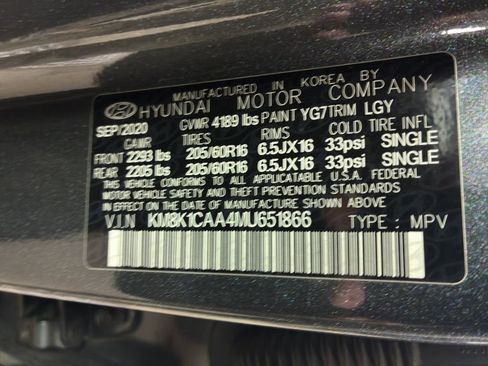 MANUFACTURED IN KOREA BY
HYUNDAI MOTOR COMPANY
SEP/2020 GVWR 4189 lbs PAINT YG7 TRIM LGY
GAWR TIRES RIMS COLD TIRE INFL
FRONT 2293 lbs 205/60R16 6.5JX16 33psi SINGLE
REAR 2205 lbs 205/60R16 6.5JX16 33psi SINGLE
THIS VEHICLE CONFORMS TO ALL APPLICABLE U.S.A. FEDERAL
MOTOR VEHICLE SAFETY AND THEFT PREVENTION STANDARDS
IN EFFECT ON THE DATE OF MANUFACTURE SHOWN ABOVE.
V.I.N KM8K1CAA4MU651866 TYPE : MPV